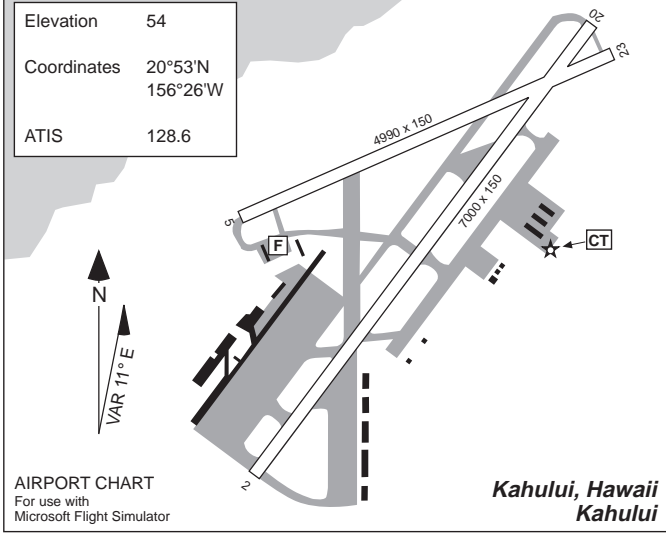 Elevation 54
Coordinates 20°53'N
156°26'W
ATIS 128.6
20
23
4990 x 150
5
7000 x 150
F
CT
N
VAR 11° E
2
AIRPORT CHART
For use with
Microsoft Flight Simulator
Kahului, Hawaii
Kahului